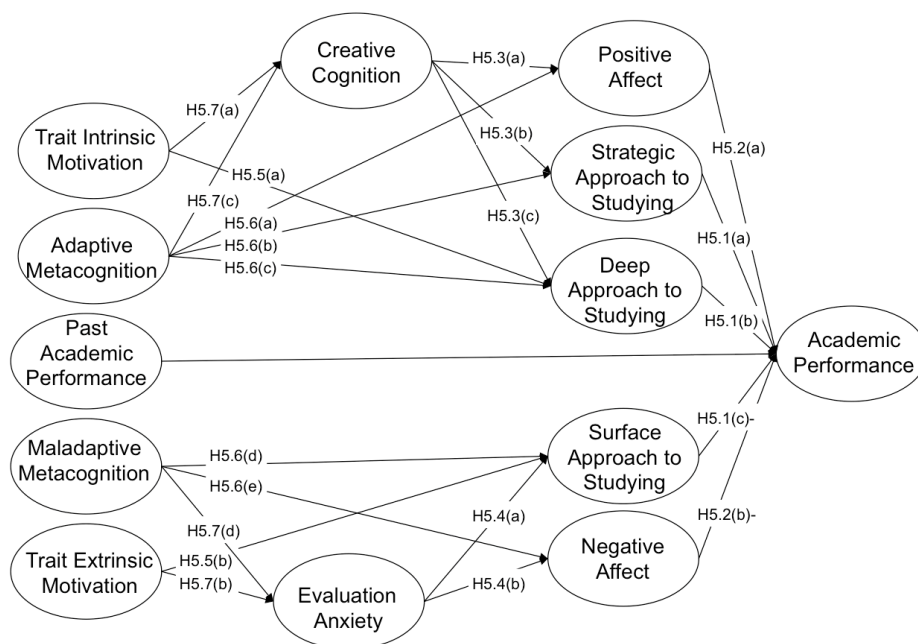 Creative
Cognition
H5.3(a)
Positive
Affect
H5.7(a)
H5.3(b)
H5.2(a)
Trait Intrinsic
Motivation
Strategic
Approach to
Studying
H5.5(a)
H5.7(c)
H5.6(a)
H5.3(c)
H5.1(a)
Adaptive
Metacognition
H5.6(b)
H5.6(c)
Deep
Approach to
Studying
H5.1(b)
Past
Academic
Performance
Academic
Performance
Maladaptive
Metacognition
H5.6(d)
H5.6(e)
Surface
Approach to
Studying
H5.1(c)-
H5.7(d)
H5.4(a)
H5.2(b)-
Trait Extrinsic
Motivation
H5.5(b)
H5.7(b)
H5.4(b)
Negative
Affect
Evaluation
Anxiety